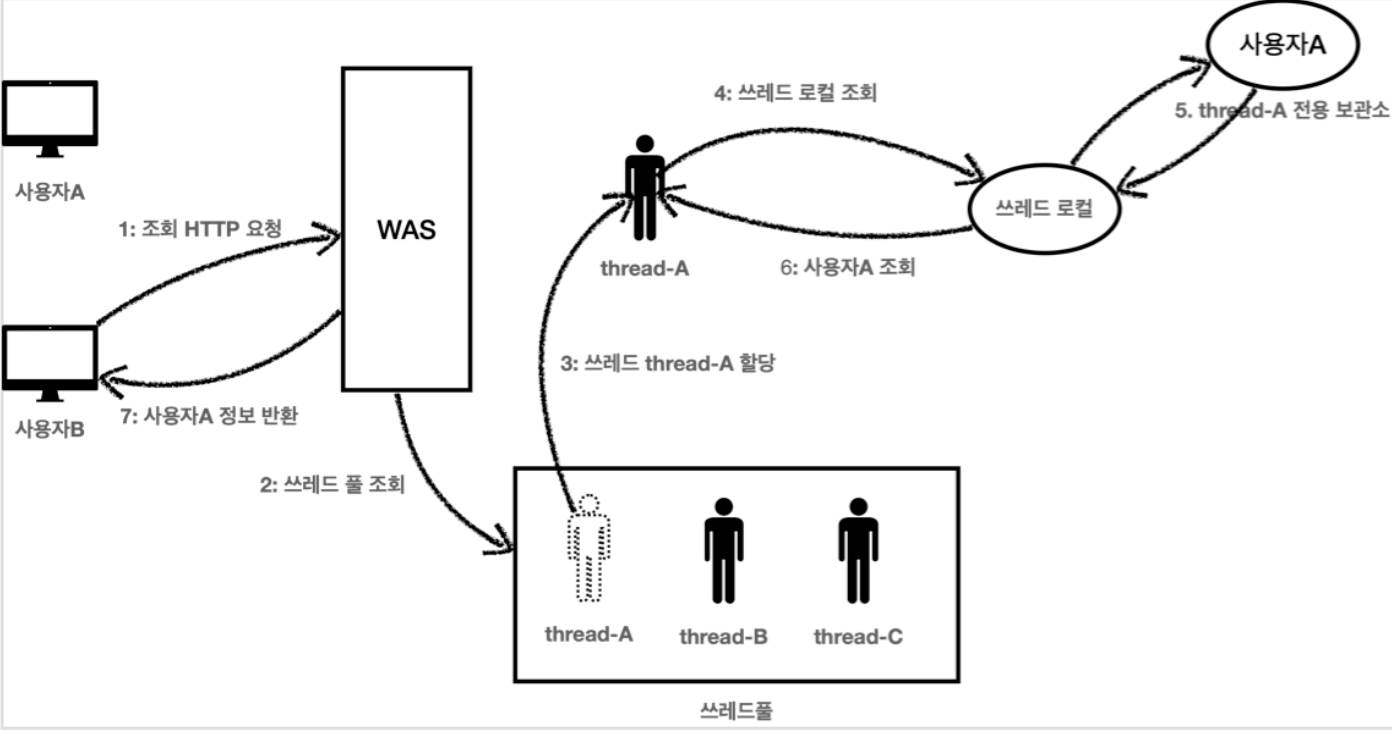 사용자A
4: 쓰레드 로컬 조회
5. thread-A 전용 보관소
사용자A
WAS
1: 조회 HTTP 요청
쓰레드 로컬
thread-A
6: 사용자A 조회
3: 쓰레드 thread-A 할당
사용자B
7: 사용자A 정보 반환
2: 쓰레드 풀 조회
thread-A
thread-B
thread-C
쓰레드풀